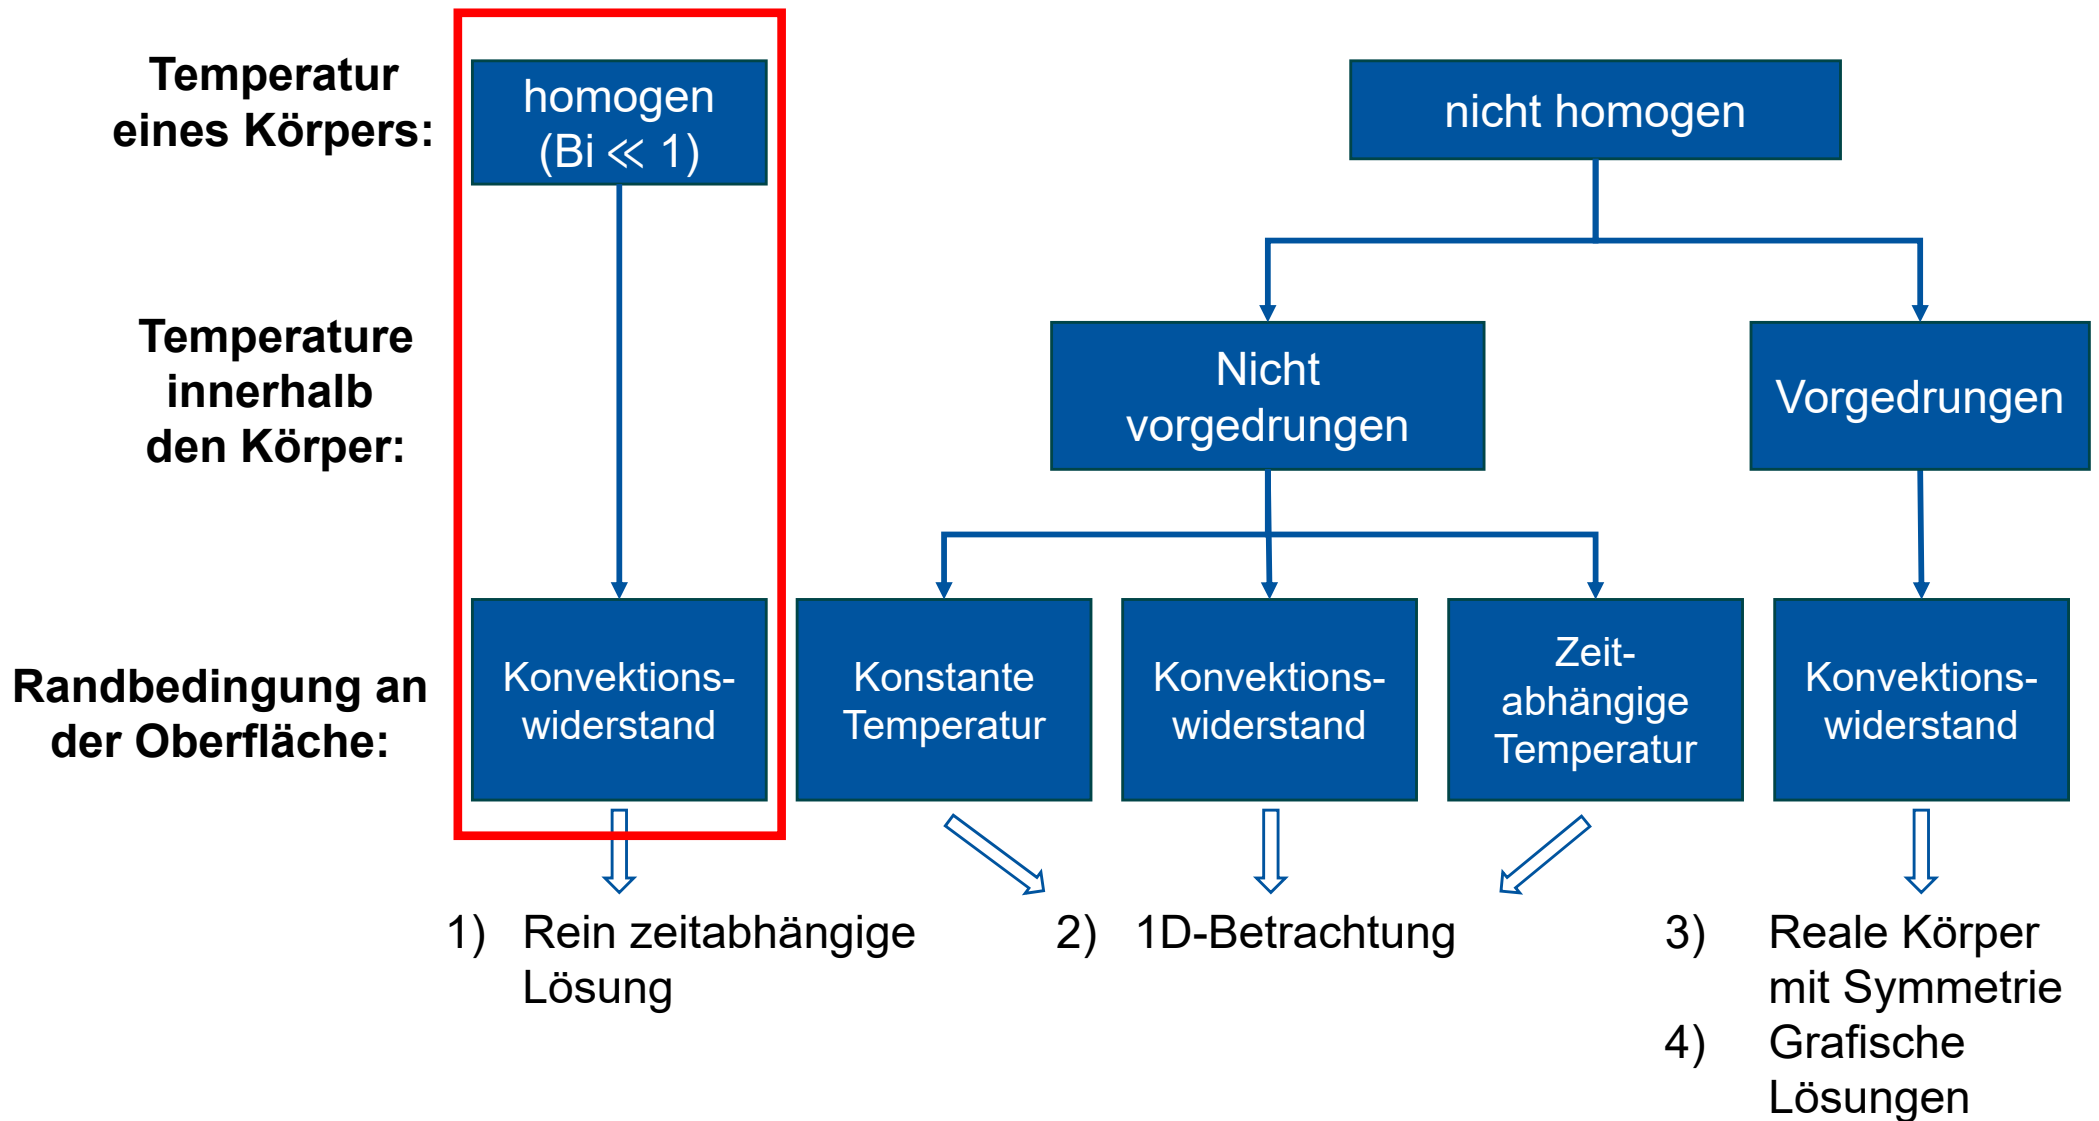 Temperatur
eines Körpers:
homogen
(Bi ≪ 1)
nicht homogen
Temperature
innerhalb
den Körper:
Nicht
vorgedrungen
Vorgedrungen
Randbedingung an
der Oberfläche:
Konvektions-
widerstand
Konstante
Temperatur
Konvektions-
widerstand
Zeit-
abhängige
Temperatur
Konvektions-
widerstand
1) Rein zeitabhängige
Lösung
2) 1D-Betrachtung
3) Reale Körper
mit Symmetrie
4) Grafische
Lösungen